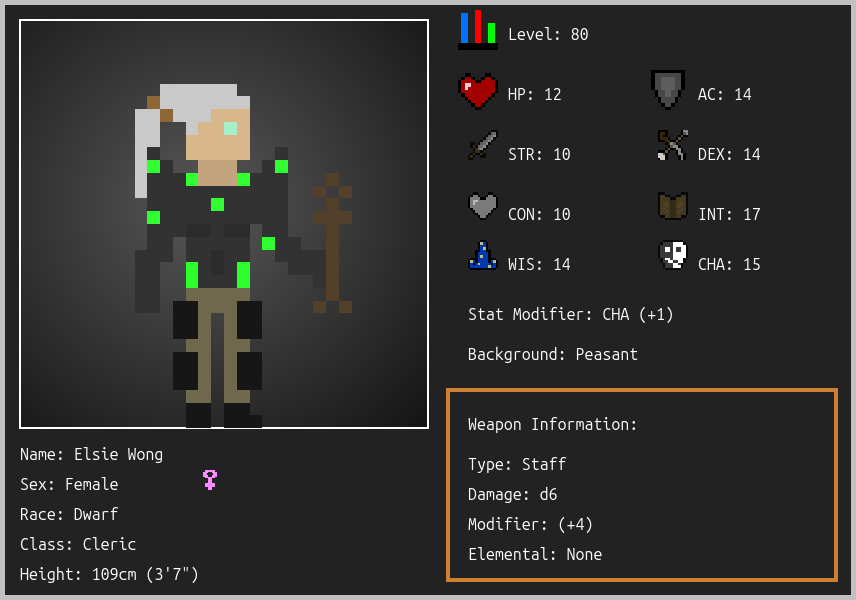 Level: 80
HP: 12
AC: 14
STR: 10
DEX: 14
CON: 10
INT: 17
WIS: 14
CHA: 15
Stat Modifier: CHA (+1)
Background: Peasant
Weapon Information:
Type: Staff
Damage: d6
Modifier: (+4)
Elemental: None
Name: Elsie Wong
Sex: Female
Race: Dwarf
Class: Cleric
Height: 109cm (3'7")